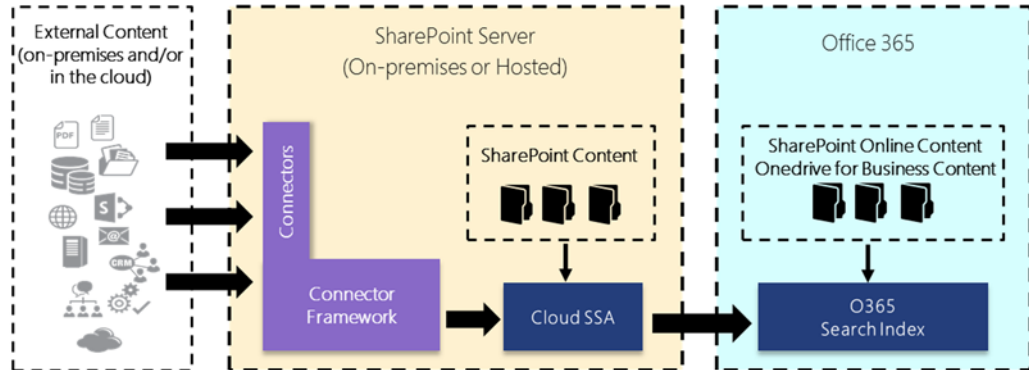 External Content
(on-premises and/or
in the cloud)
PDF
S
@
CRM
SharePoint Server
(On-premises or Hosted)
Connectors
Connector
Framework
SharePoint Content
Cloud SSA
Office 365
SharePoint Online Content
Onedrive for Business Content
O365
Search Index